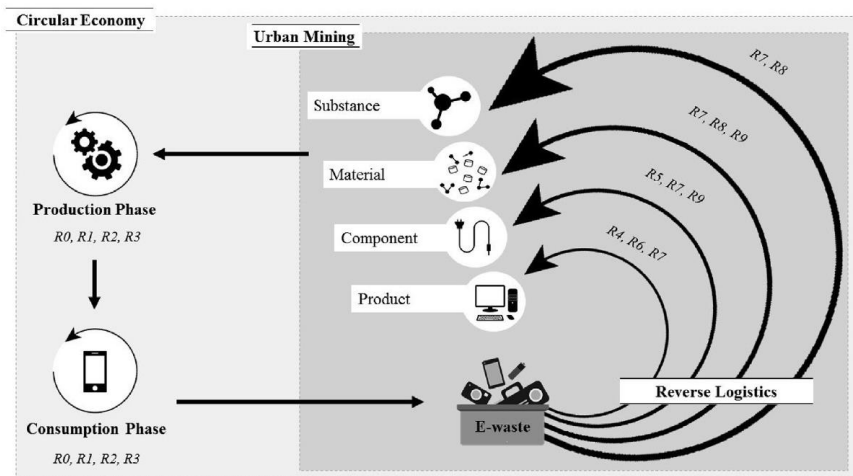 Circular Economy
Urban Mining
R7, R8
Substance
R7, R8, R9
Material
R5, R7, R9
Production Phase
R0, R1, R2, R3
Component
R4, R6, R7
Product
Reverse Logistics
E-waste
Consumption Phase
R0, R1, R2, R3